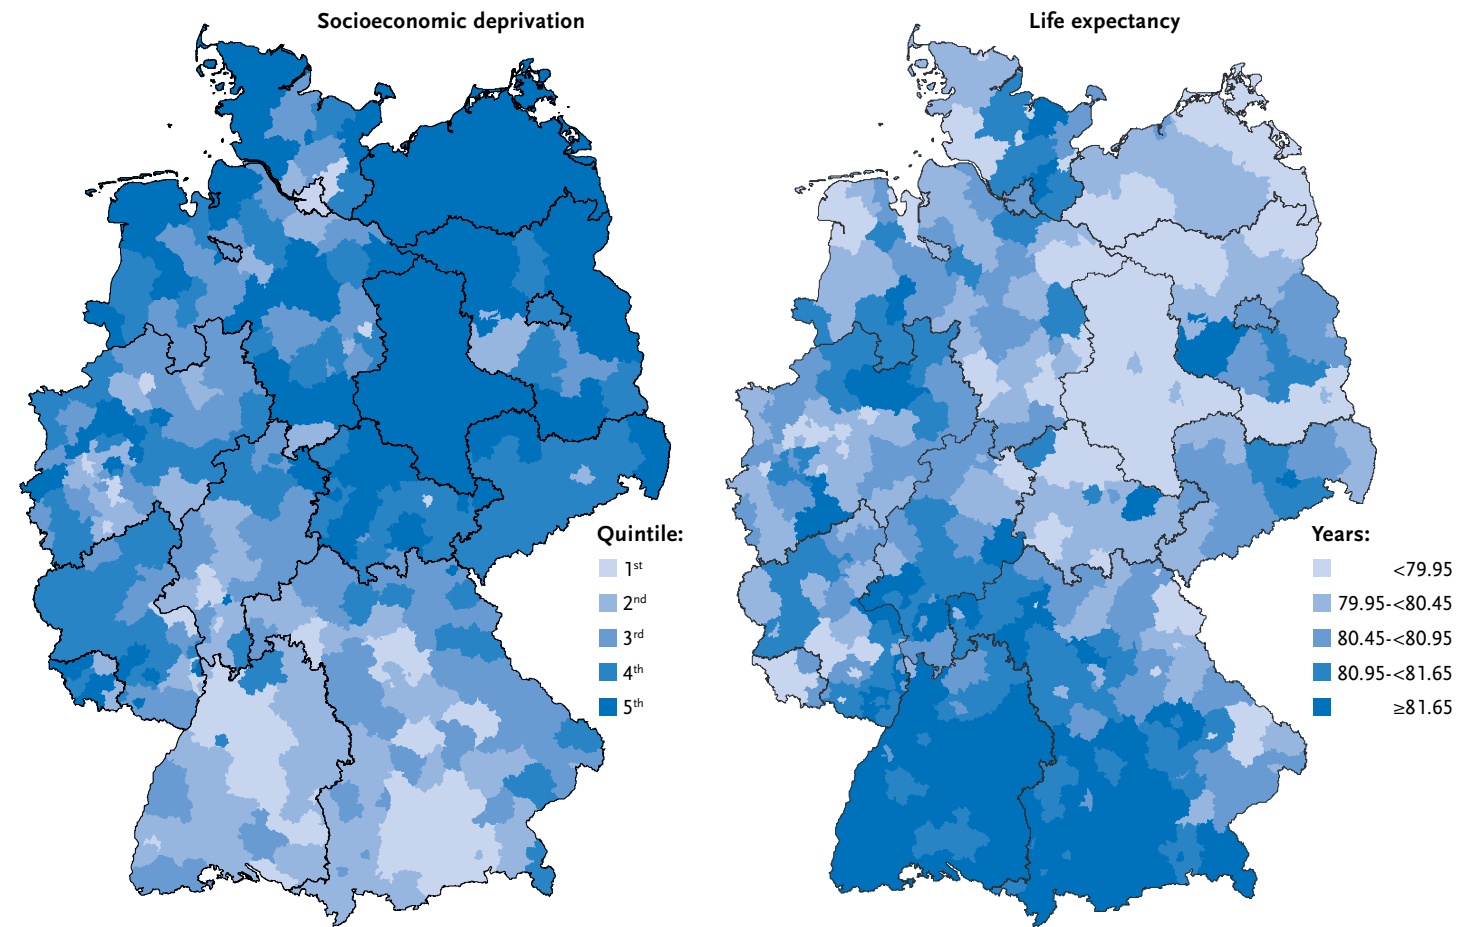 Socioeconomic deprivation
Life expectancy
Quintile:
1st
2nd
3rd
4th
5th
Years:
<79.95
79.95-<80.45
80.45-<80.95
80.95-<81.65
≥81.65